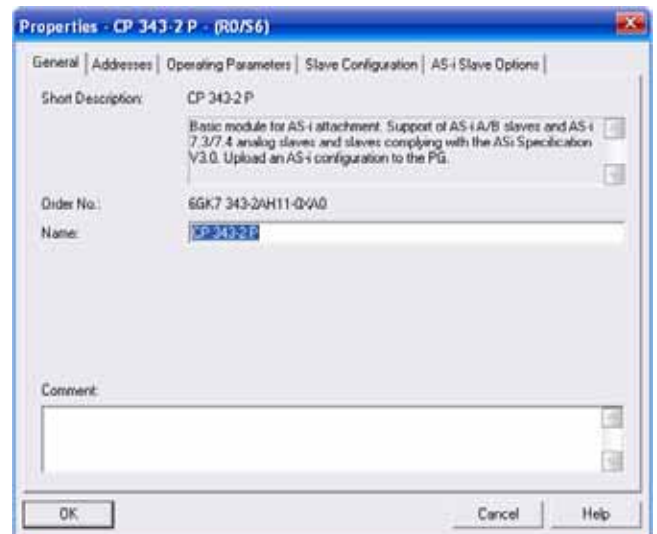 Properties - CP 343-2 P - (R0/S6)
General Addresses Operating Parameters Slave Configuration AS-i Slave Options
Short Description: CP 343-2 P
Basic module for AS-i attachment. Support of AS-i A/B slaves and AS-i
7.3/7.4 analog slaves and slaves complying with the ASi Specification
V3.0. Upload an AS-i configuration to the PG.
Order No.: 6GK7 343-2AH11-0XA0
Name: CP 343-2 P
Comment:
OK Cancel Help